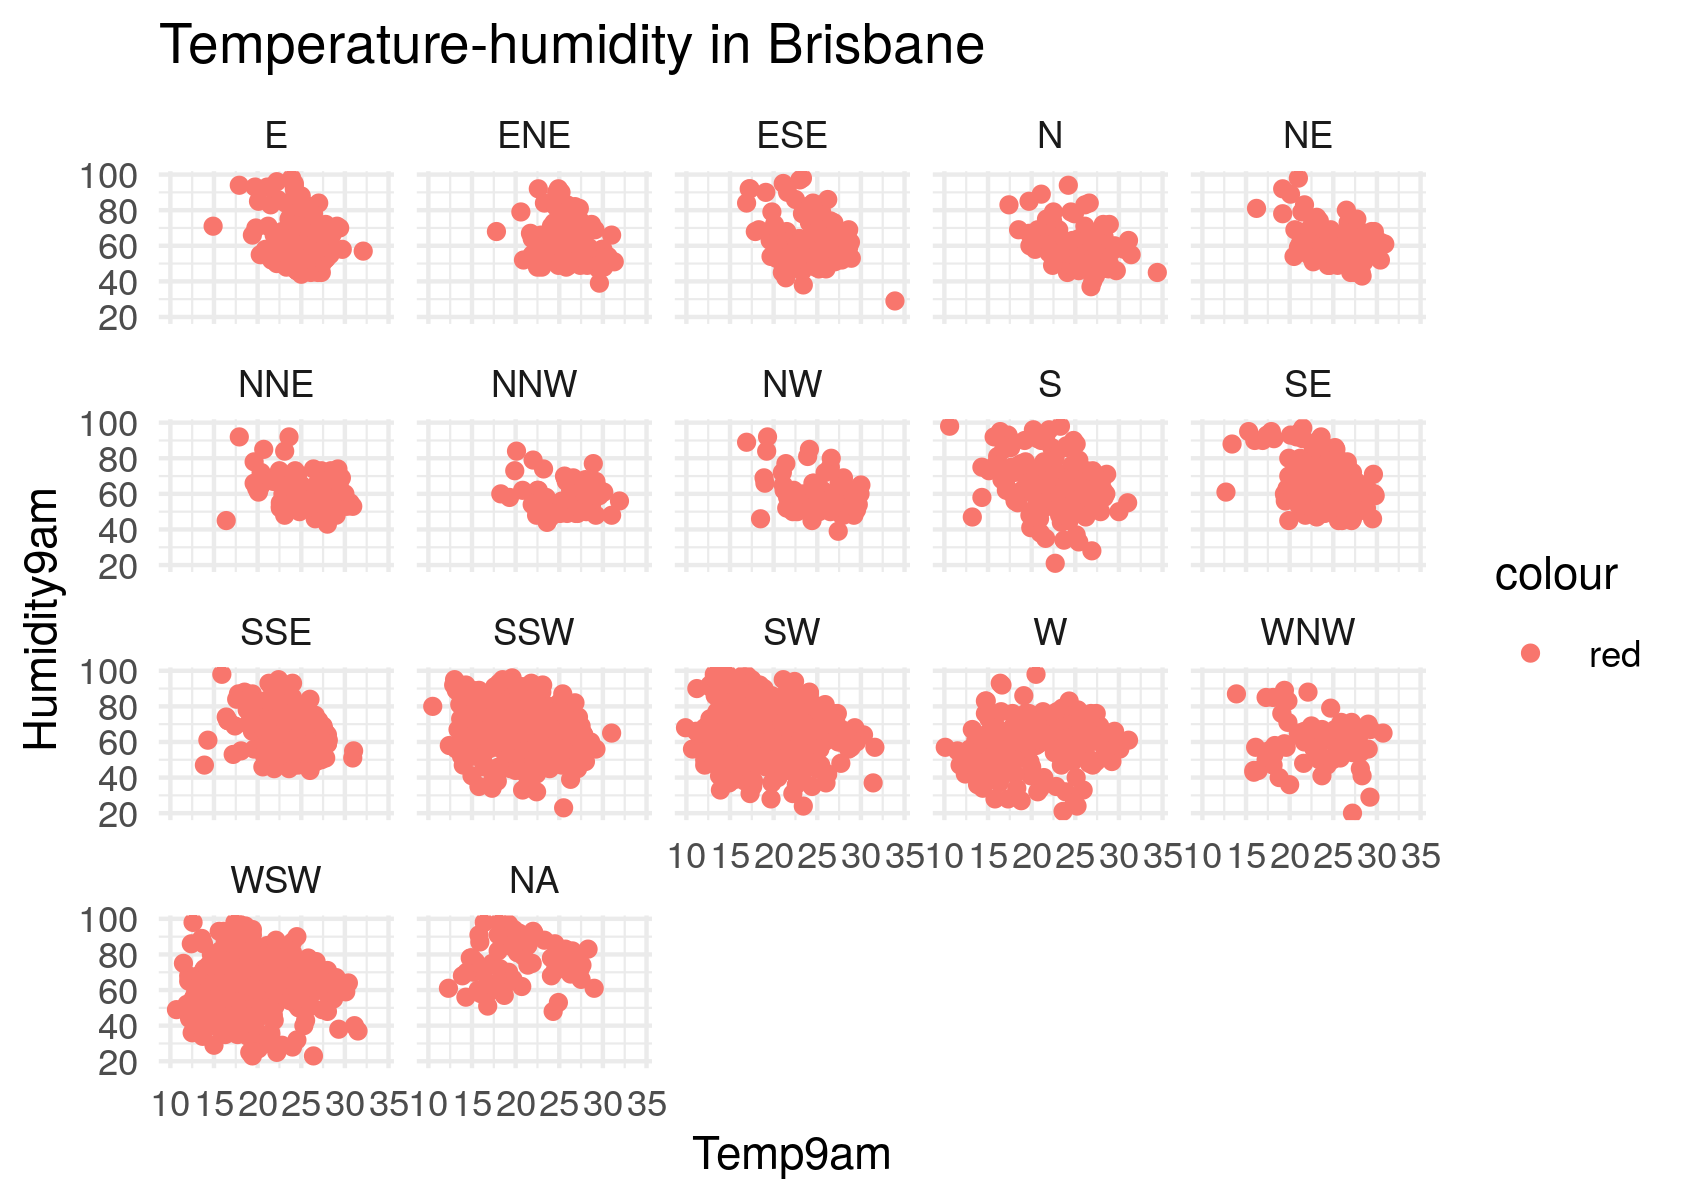 Temperature-humidity in Brisbane
E ENE ESE N NE
100
80
60
40
20
NNE NNW NW S SE
100
80
60
40
20
SSE SSW SW W WNW
100
80
60
40
20
10 15 20 25 30 35 10 15 20 25 30 35 10 15 20 25 30 35
WSW NA
100
80
60
40
20
10 15 20 25 30 35 10 15 20 25 30 35
Temp9am
Humidity9am
colour
red